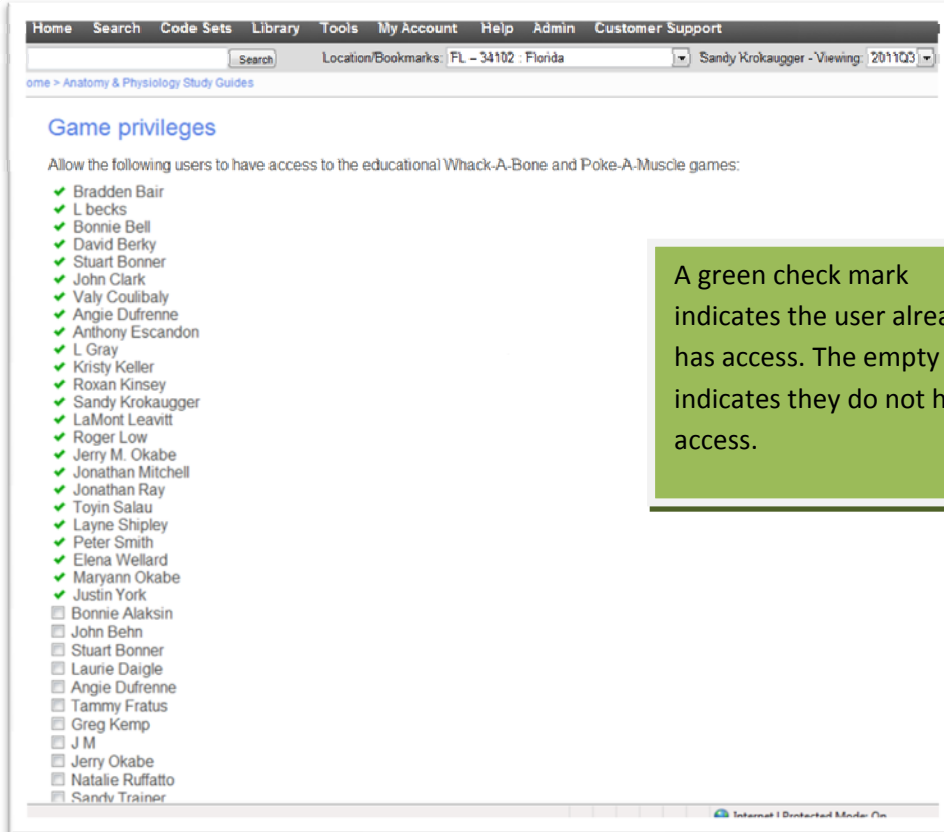 Home Search Code Sets Library Tools My Account Help Admin Customer Support
Search Location/Bookmarks: FL – 34102 : Florida Sandy Krokaugger - Viewing: 2011Q3
ome > Anatomy & Physiology Study Guides
Game privileges
Allow the following users to have access to the educational Whack-A-Bone and Poke-A-Muscle games:
Bradden Bair
L becks
Bonnie Bell
David Berky
Stuart Bonner
John Clark
Valy Coulibaly
Angie Dufrenne
Anthony Escandon
L Gray
Kristy Keller
Roxan Kinsey
Sandy Krokaugger
LaMont Leavitt
Roger Low
Jerry M. Okabe
Jonathan Mitchell
Jonathan Ray
Toyin Salau
Layne Shipley
Peter Smith
Elena Wellard
Maryann Okabe
Justin York
Bonnie Alaksin
John Behn
Stuart Bonner
Laurie Daigle
Angie Dufrenne
Tammy Fratus
Greg Kemp
J M
Jerry Okabe
Natalie Ruffatto
Sandy Trainer
A green check mark
indicates the user alrea
has access. The empty
indicates they do not h
access.
Internet | Protected Mode: On